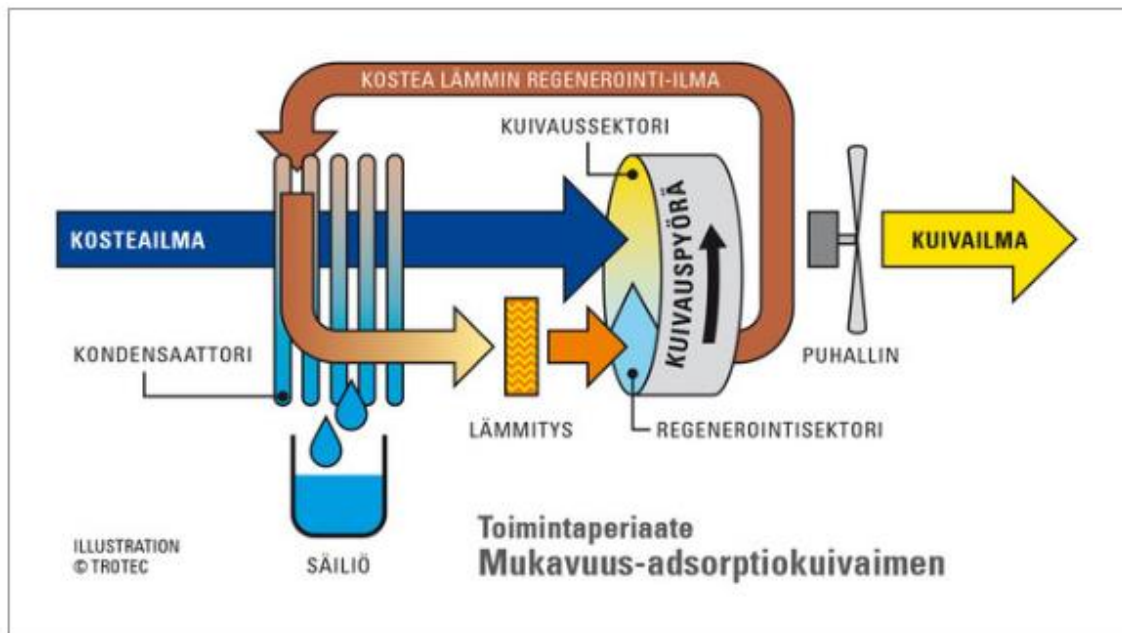 KOSTEA LÄMMIN REGENEROINTI-ILMA
KUIVAUSSEKTORI
KOSTEAILMA
KUIVAUSPYÖRÄ
KUIVAILMA
KONDENSAATTORI
PUHALLIN
LÄMMITYS
REGENEROINTISEKTORI
SÄILIÖ
ILLUSTRATION
© TROTEC
Toimintaperiaate
Mukavuus-adsorptiokuivaimen